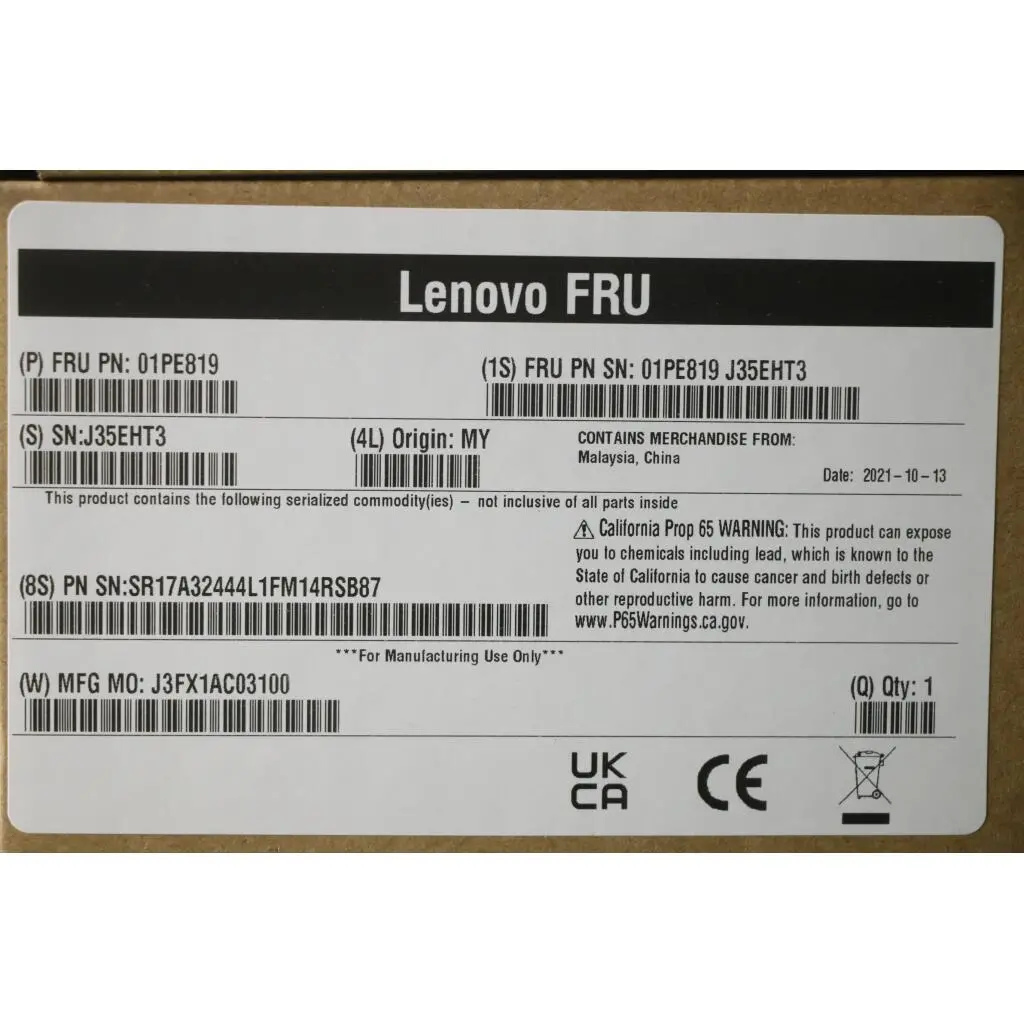 Lenovo FRU
(P) FRU PN: 01PE819
(1S) FRU PN SN: 01PE819 J35EHT3
(S) SN:J35EHT3
(4L) Origin: MY
CONTAINS MERCHANDISE FROM:
Malaysia, China
Date: 2021-10-13
This product contains the following serialized commodity(ies) – not inclusive of all parts inside
⚠ California Prop 65 WARNING: This product can expose
you to chemicals including lead, which is known to the
State of California to cause cancer and birth defects or
other reproductive harm. For more information, go to
www.P65Warnings.ca.gov.
(8S) PN SN:SR17A32444L1FM14RSB87
***For Manufacturing Use Only***
(W) MFG MO: J3FX1AC03100
(Q) Qty: 1
UK
CA
CE